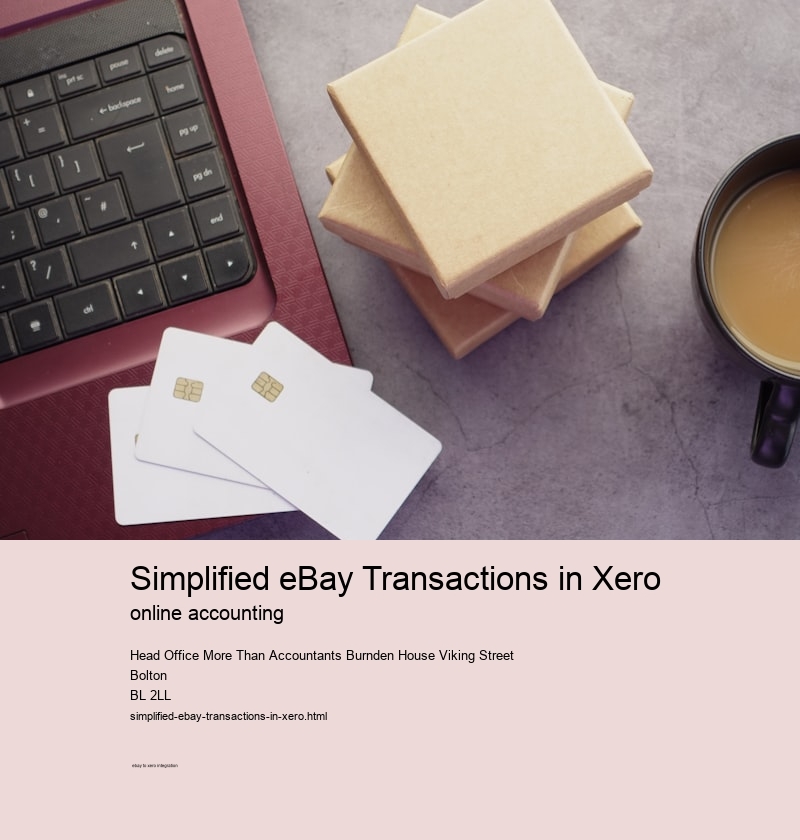 ins
prt sc
pause
delete
backspace
home
pg up
pg dn
end
ctrl
Simplified eBay Transactions in Xero
online accounting
Head Office More Than Accountants Burnden House Viking Street
Bolton
BL 2LL
simplified-ebay-transactions-in-xero.html
ebay to xero integration